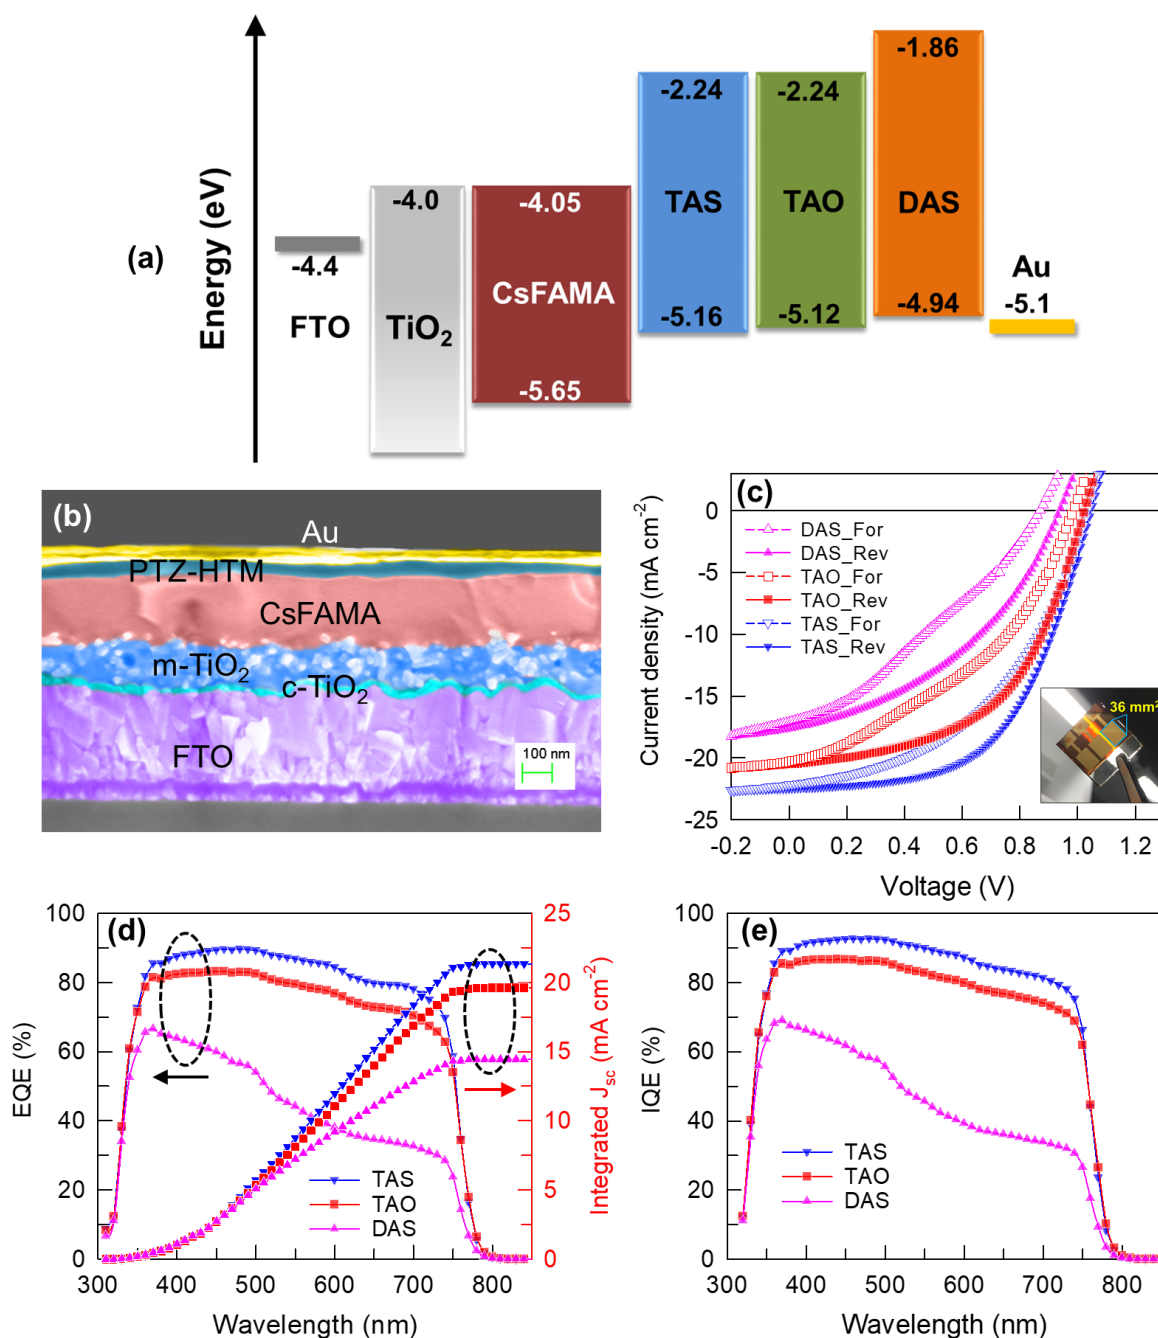 (a)
Energy (eV)
-4.4
FTO
-4.0
TiO2
-4.05
CsFAMA
-5.65
-2.24
TAS
-5.16
-2.24
TAO
-5.12
-1.86
DAS
-4.94
Au
-5.1
(b)
Au
PTZ-HTM
CsFAMA
m-TiO2
c-TiO2
FTO
100 nm
(c)
Current density (mA cm-2)
0
-5
-10
-15
-20
-25
DAS_For
DAS_Rev
TAO_For
TAO_Rev
TAS_For
TAS_Rev
36 mm2
-0.2 0.0 0.2 0.4 0.6 0.8 1.0 1.2
Voltage (V)
(d)
EQE (%)
100
80
60
40
20
0
25
20
15
10
5
0
Integrated Jsc (mA cm-2)
TAS
TAO
DAS
300 400 500 600 700 800
Wavelength (nm)
(e)
IQE (%)
100
80
60
40
20
0
TAS
TAO
DAS
300 400 500 600 700 800
Wavelength (nm)